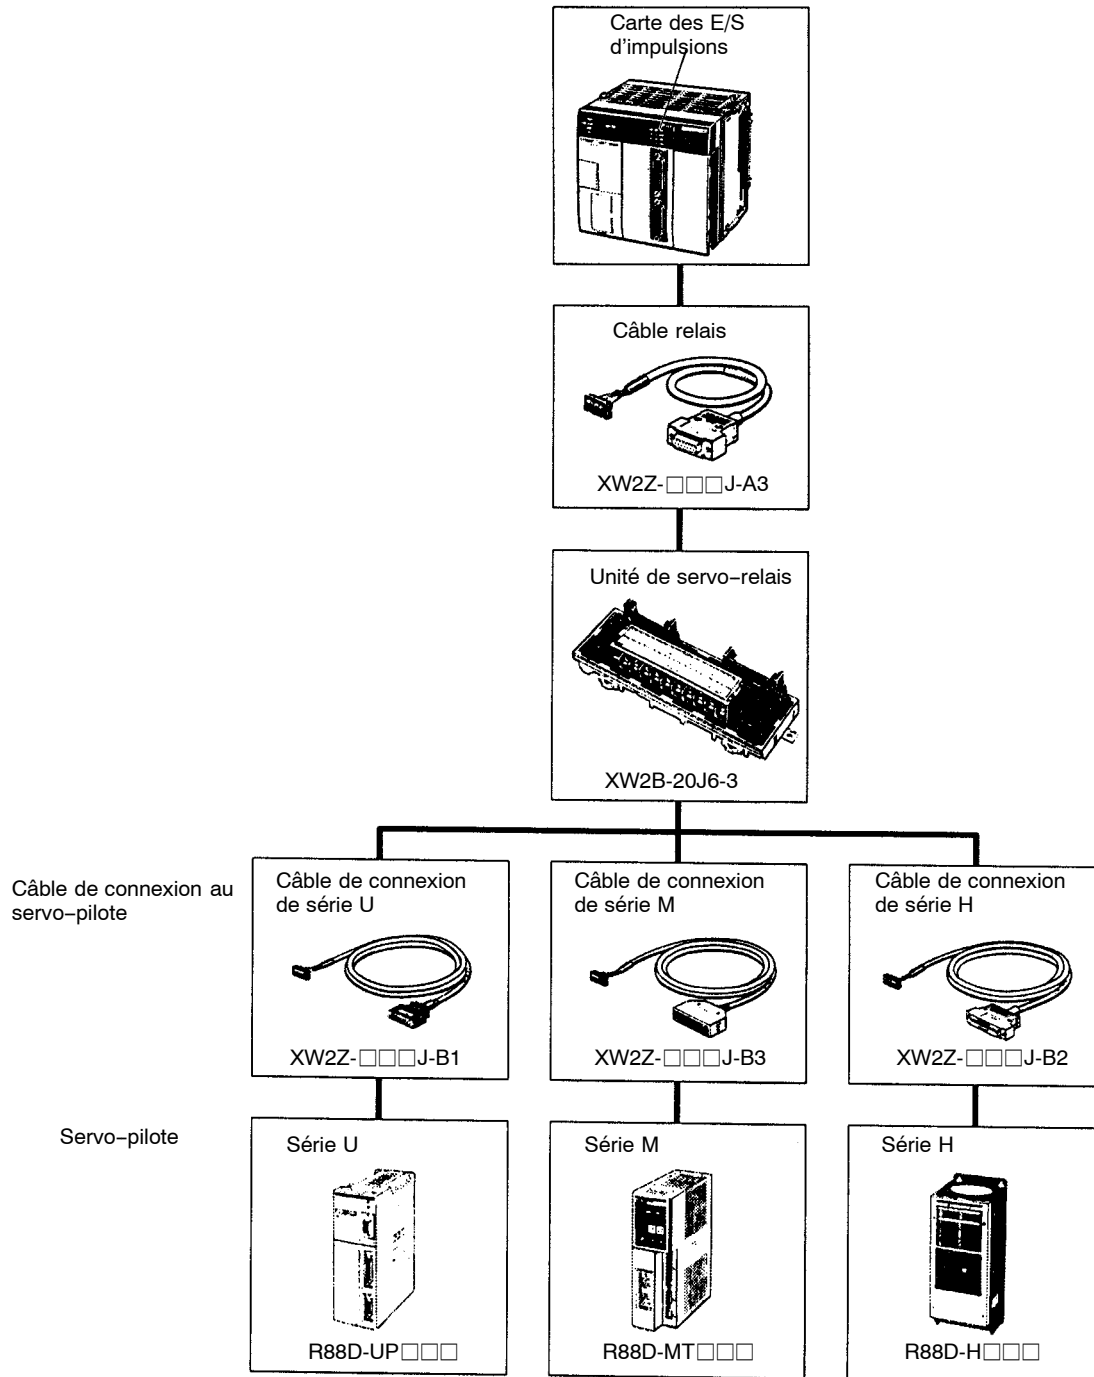 Carte des E/S
d'impulsions
Câble relais
XW2Z-□□□J-A3
Unité de servo-relais
XW2B-20J6-3
Câble de connexion au
servo-pilote
Câble de connexion
de série U
XW2Z-□□□J-B1
Câble de connexion
de série M
XW2Z-□□□J-B3
Câble de connexion
de série H
XW2Z-□□□J-B2
Servo-pilote
Série U
R88D-UP□□□
Série M
R88D-MT□□□
Série H
R88D-H□□□